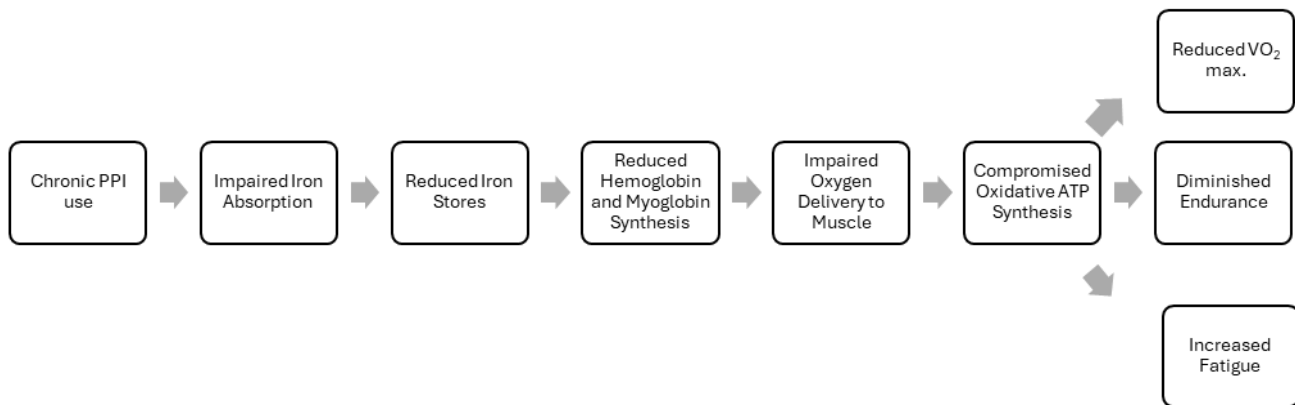 Chronic PPI
use
Impaired Iron
Absorption
Reduced Iron
Stores
Reduced
Hemoglobin
and Myoglobin
Synthesis
Impaired
Oxygen
Delivery to
Muscle
Compromised
Oxidative ATP
Synthesis
Reduced VO₂
max.
Diminished
Endurance
Increased
Fatigue